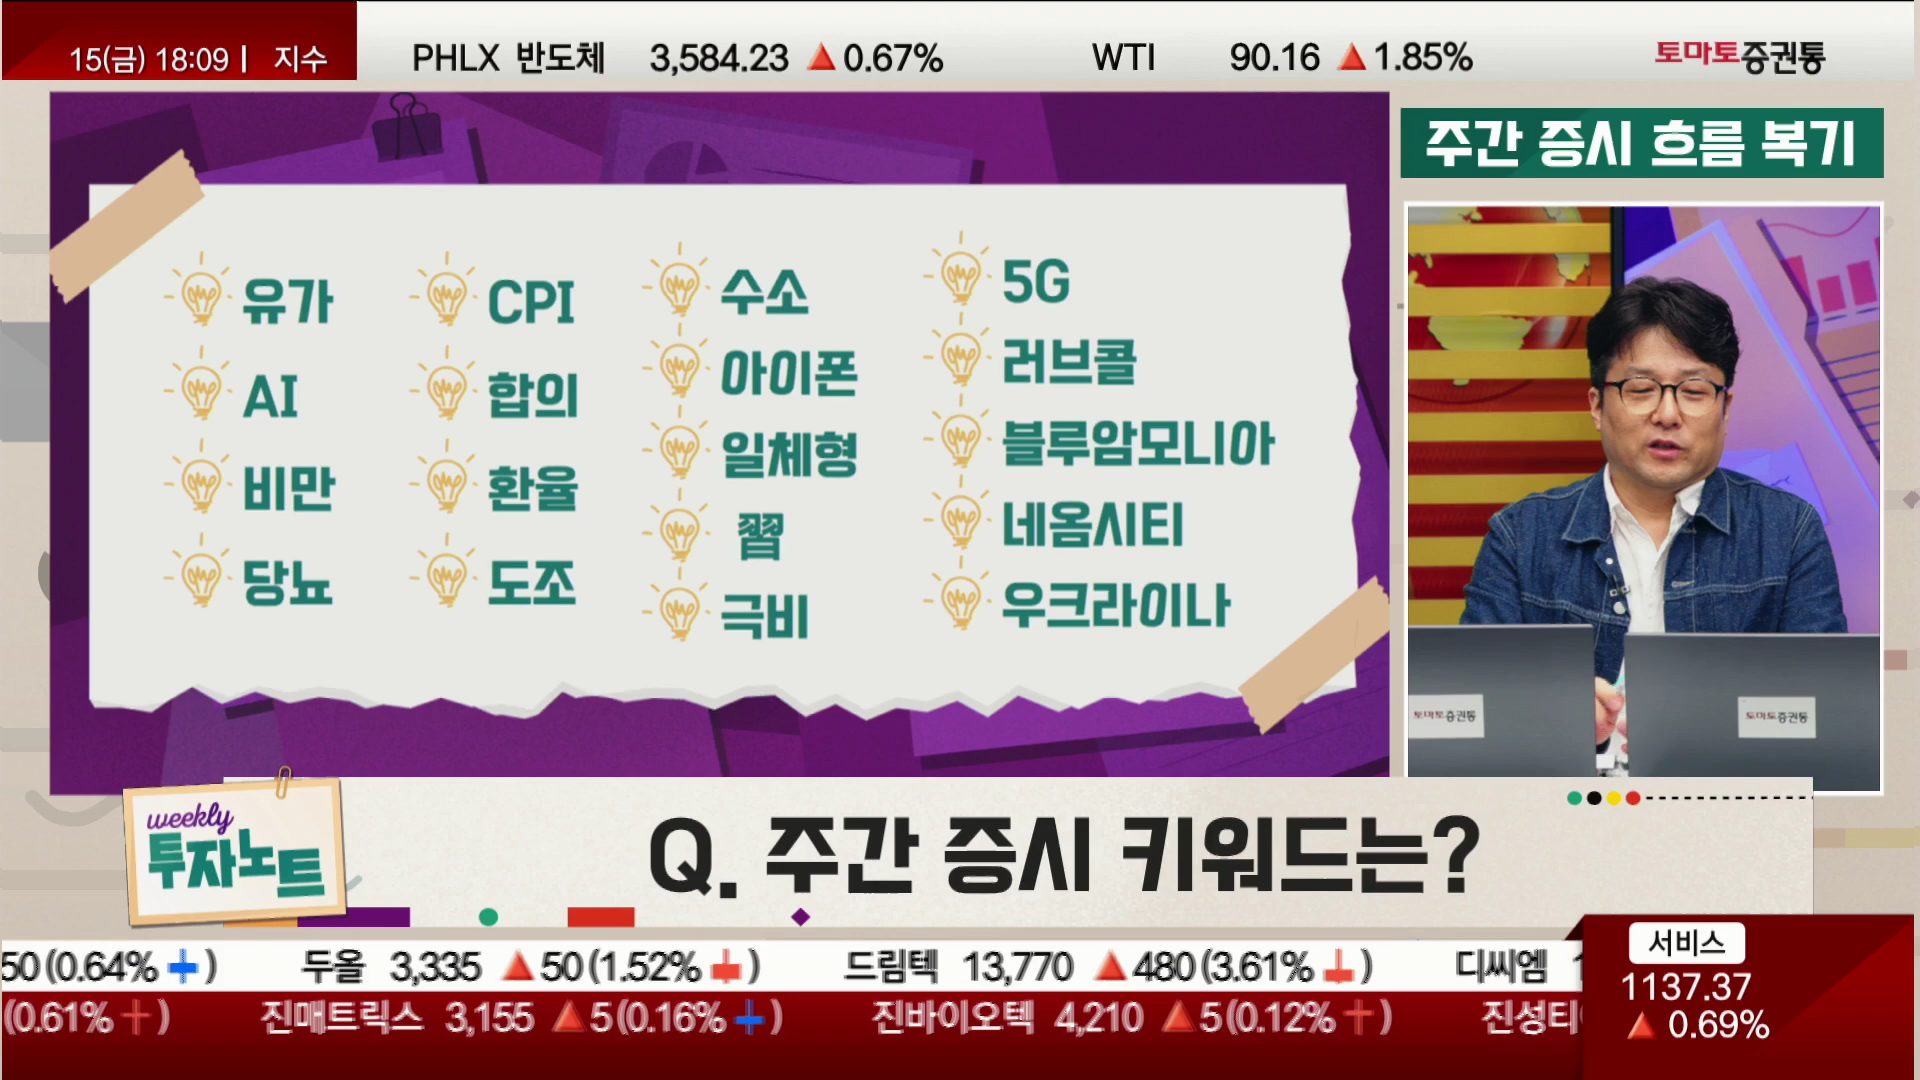 15(금) 18:09 | 지수 PHLX 반도체 3,584.23 ▲0.67% WTI 90.16 ▲1.85% 토마토증권통
주간 증시 흐름 복기
유가
AI
비만
당뇨
CPI
합의
환율
도조
수소
아이폰
일체형
習
극비
5G
러브콜
블루암모니아
네옴시티
우크라이나
토마토증권통
토마토증권통
weekly
투자노트
Q. 주간 증시 키워드는?
50(0.64% ) 두올 3,335 ▲50(1.52% ) 드림텍 13,770 ▲480(3.61% ) 디씨엠
(0.61% ) 진매트릭스 3,155 ▲5(0.16% ) 진바이오텍 4,210 ▲5(0.12% ) 진성티
서비스
1137.37
▲ 0.69%